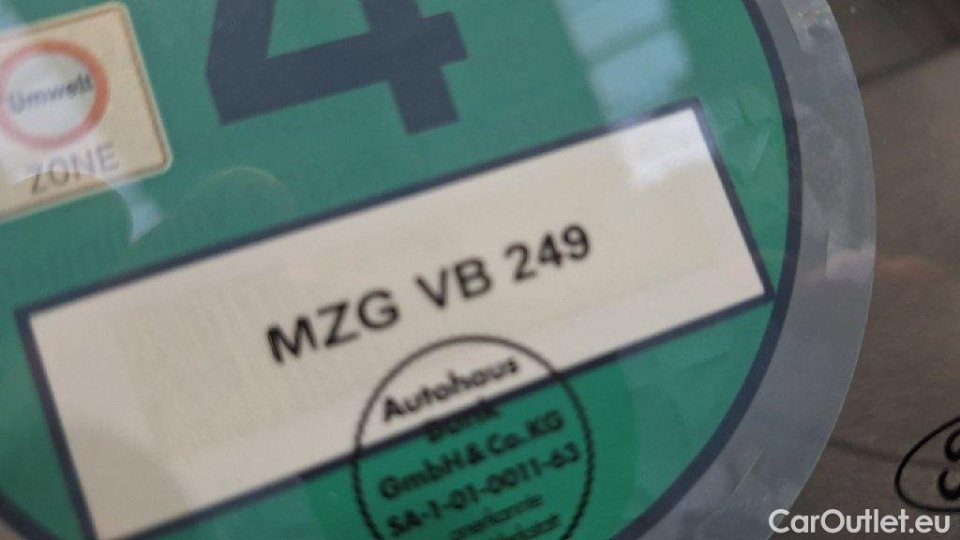 4
Umwelt
ZONE
MZG VB 249
Autohaus
GmbH & Co. KG
SA-1-01-0011-63
CarOutlet.eu